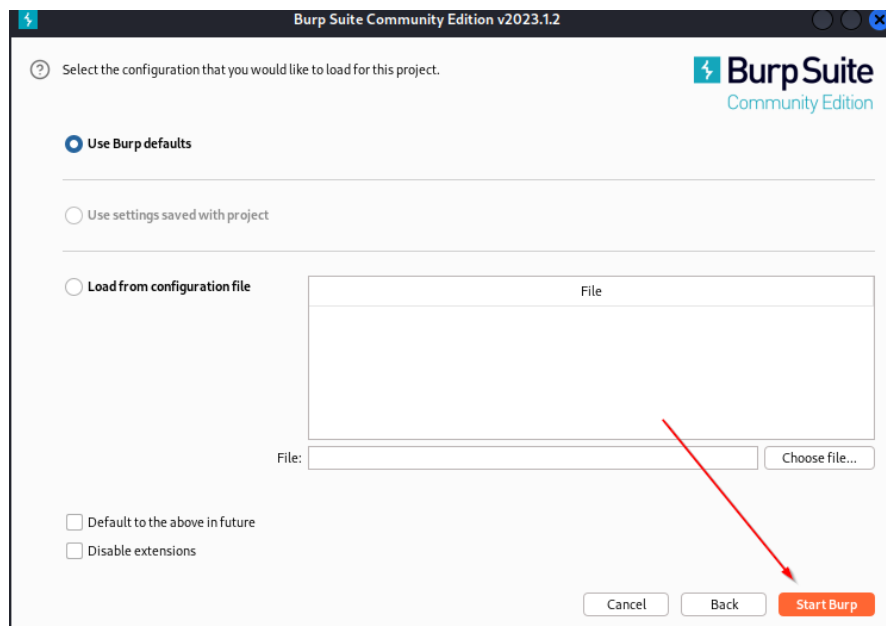 Burp Suite Community Edition v2023.1.2
? Select the configuration that you would like to load for this project.
Burp Suite
Community Edition
Use Burp defaults
Use settings saved with project
Load from configuration file
File
File:
Choose file...
Default to the above in future
Disable extensions
Cancel Back Start Burp